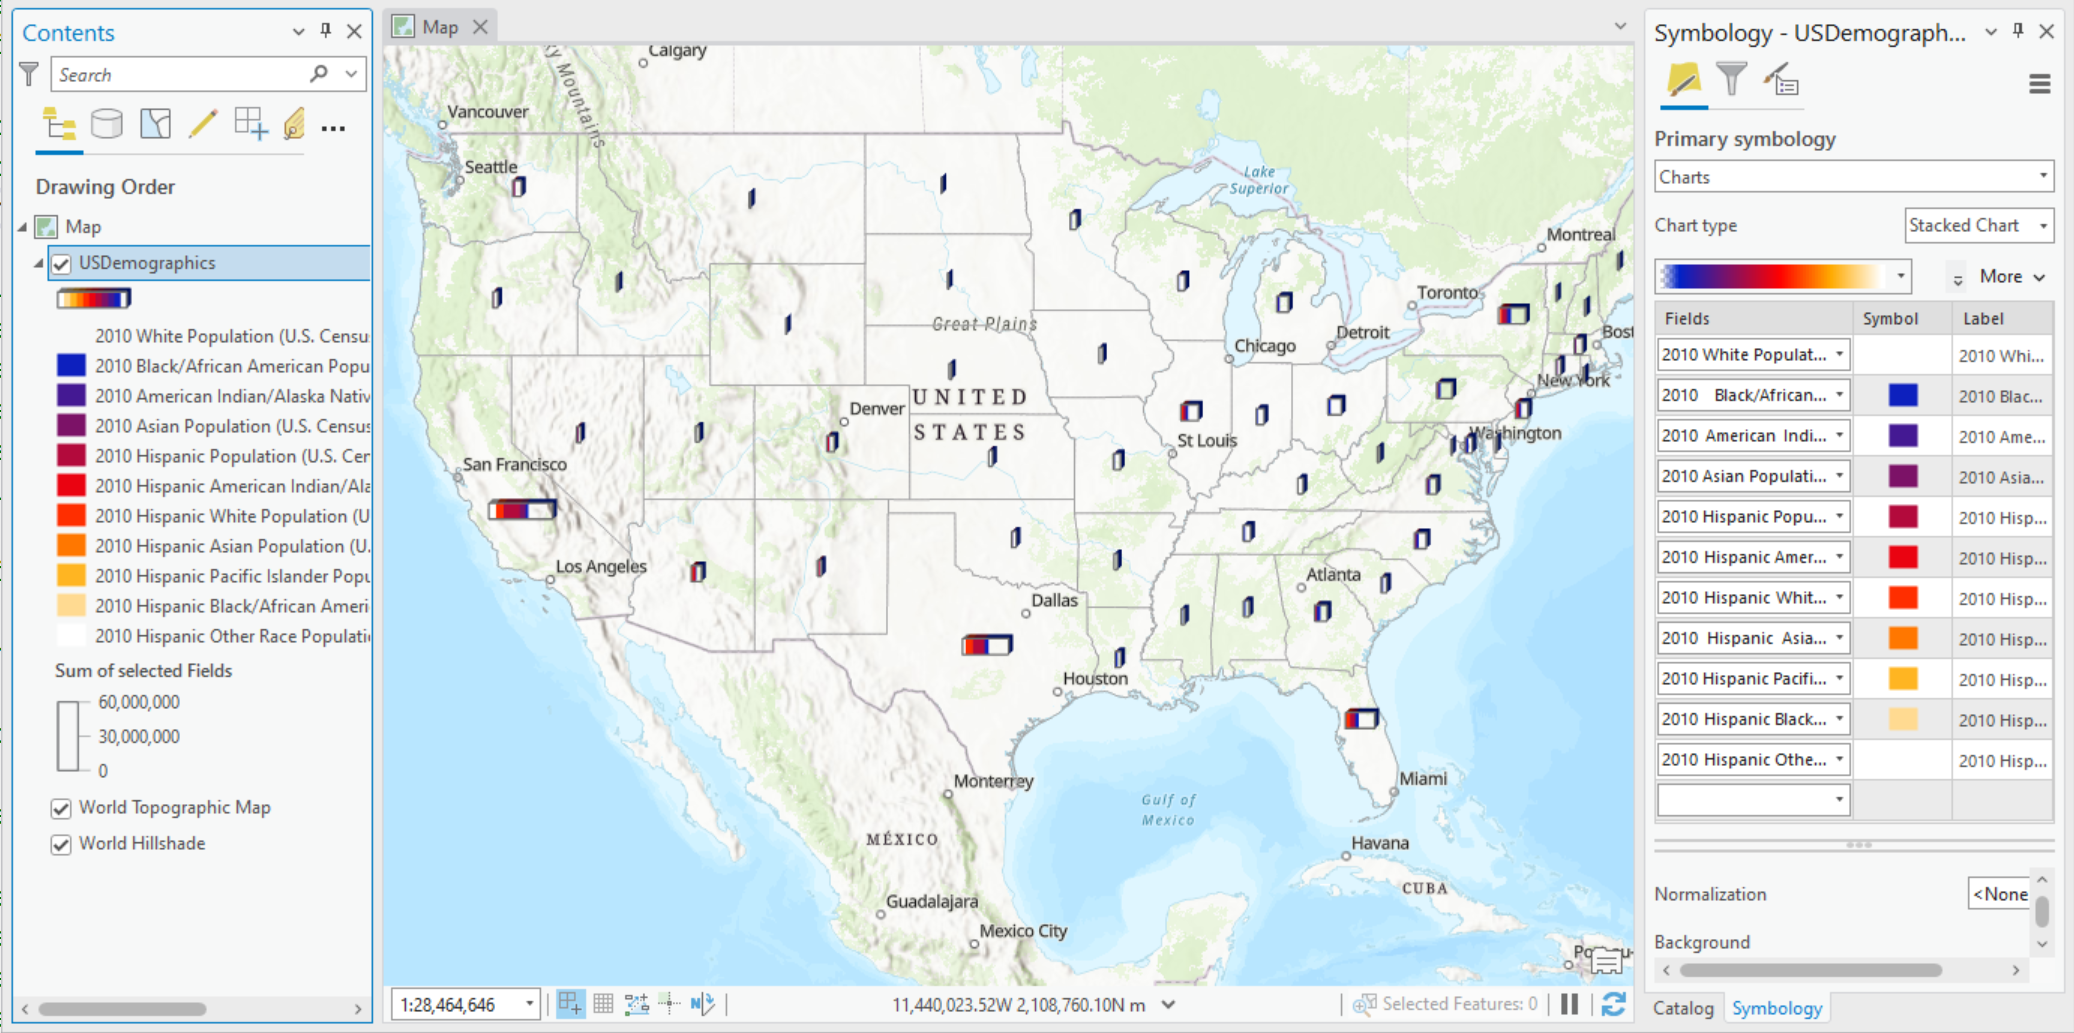 Contents
Search
Drawing Order
Map
USDemographics
2010 White Population (U.S. Censu
2010 Black/African American Popu
2010 American Indian/Alaska Nativ
2010 Asian Population (U.S. Census
2010 Hispanic Population (U.S. Cen
2010 Hispanic American Indian/Ala
2010 Hispanic White Population (U
2010 Hispanic Asian Population (U.
2010 Hispanic Pacific Islander Popu
2010 Hispanic Black/African Ameri
2010 Hispanic Other Race Populati
Sum of selected Fields
60,000,000
30,000,000
0
World Topographic Map
World Hillshade
Map
Calgary
y Mountains
Vancouver
Seattle
Lake
Superior
Montreal
Toronto
Great Plains
Detroit
Bost
Chicago
New York
UNITED
Denver
STATES
St Louis
Washington
San Francisco
Los Angeles
Atlanta
Dallas
Houston
Monterrey
Miami
Gulf of
Mexico
MÉXICO
Havana
CUBA
Guadalajara
Mexico City
1:28,464,646
11,440,023.52W 2,108,760.10N m
Selected Features: 0
Symbology - USDemograph...
Primary symbology
Charts
Chart type
Stacked Chart
More
Fields Symbol Label
2010 White Populat... 2010 Whi...
2010 Black/African... 2010 Blac...
2010 American Indi... 2010 Ame...
2010 Asian Populati... 2010 Asia...
2010 Hispanic Popu... 2010 Hisp...
2010 Hispanic Amer... 2010 Hisp...
2010 Hispanic Whit... 2010 Hisp...
2010 Hispanic Asia... 2010 Hisp...
2010 Hispanic Pacifi... 2010 Hisp...
2010 Hispanic Black... 2010 Hisp...
2010 Hispanic Othe... 2010 Hisp...
Normalization
<None
Background
Catalog
Symbology